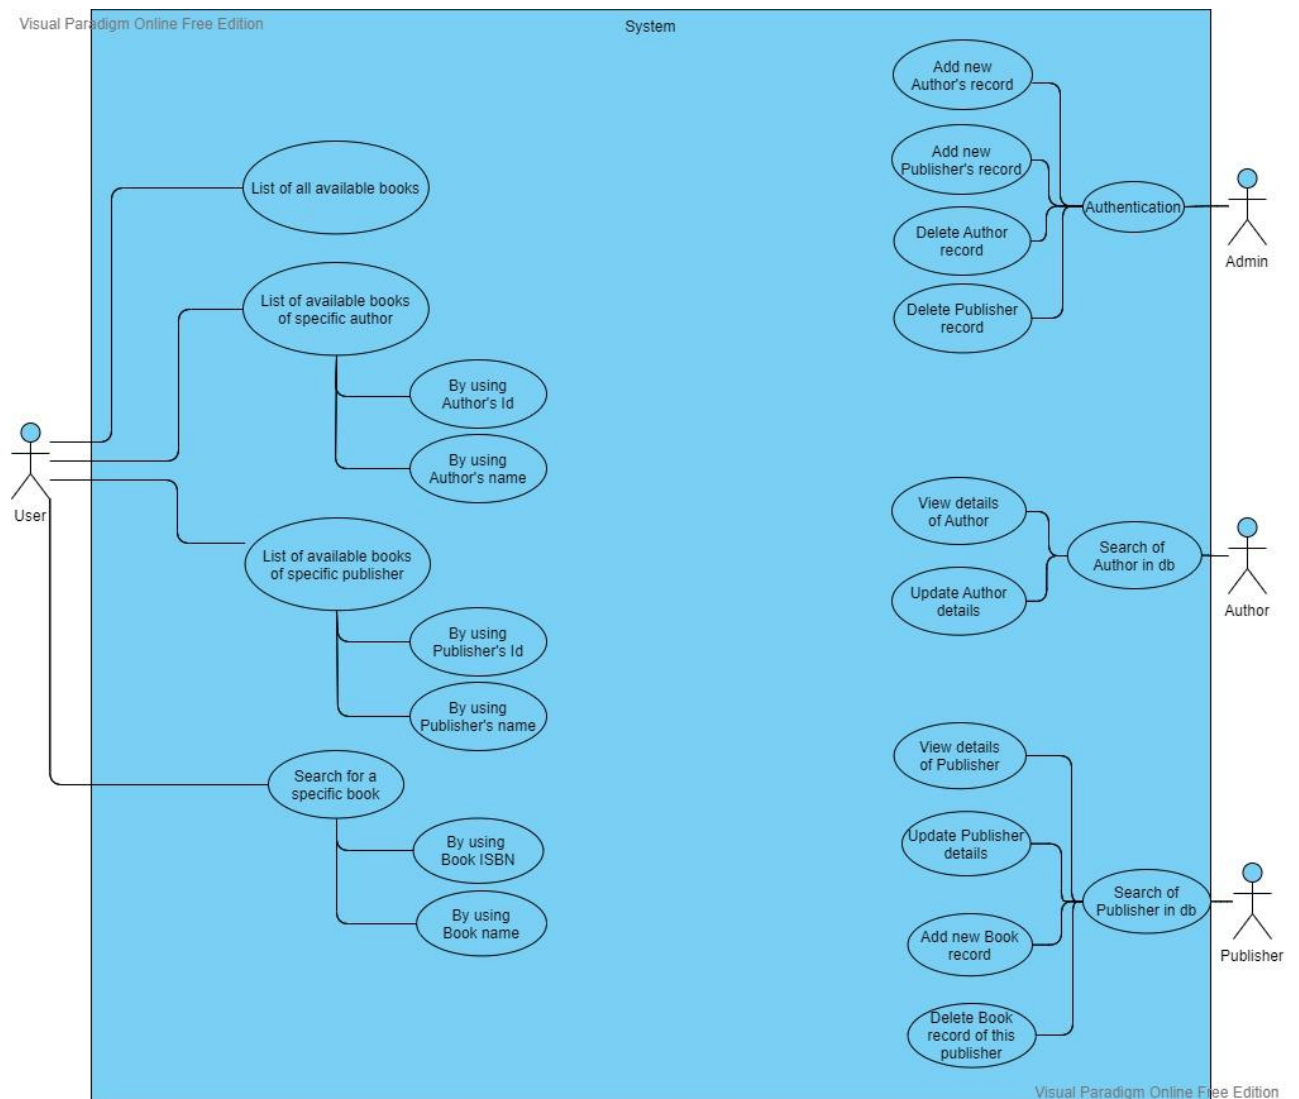 Visual Paradigm Online Free Edition
System
List of all available books
List of available books
of specific author
By using
Author's Id
By using
Author's name
User
List of available books
of specific publisher
By using
Publisher's Id
By using
Publisher's name
Search for a
specific book
By using
Book ISBN
By using
Book name
Add new
Author's record
Add new
Publisher's record
Delete Author
record
Delete Publisher
record
Authentication
Admin
View details
of Author
Update Author
details
Search of
Author in db
Author
View details
of Publisher
Update Publisher
details
Add new Book
record
Delete Book
record of this
publisher
Search of
Publisher in db
Publisher
Visual Paradigm Online Free Edition